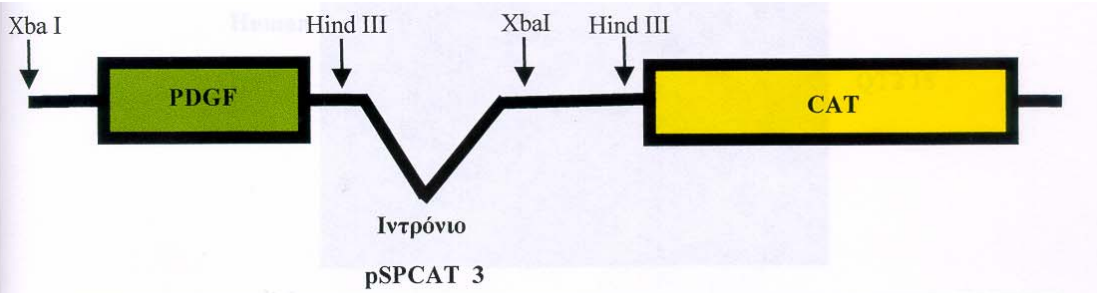 Xba I Hind III XbaI Hind III
PDGF CAT
Ιντρόνιο
pSPCAT 3